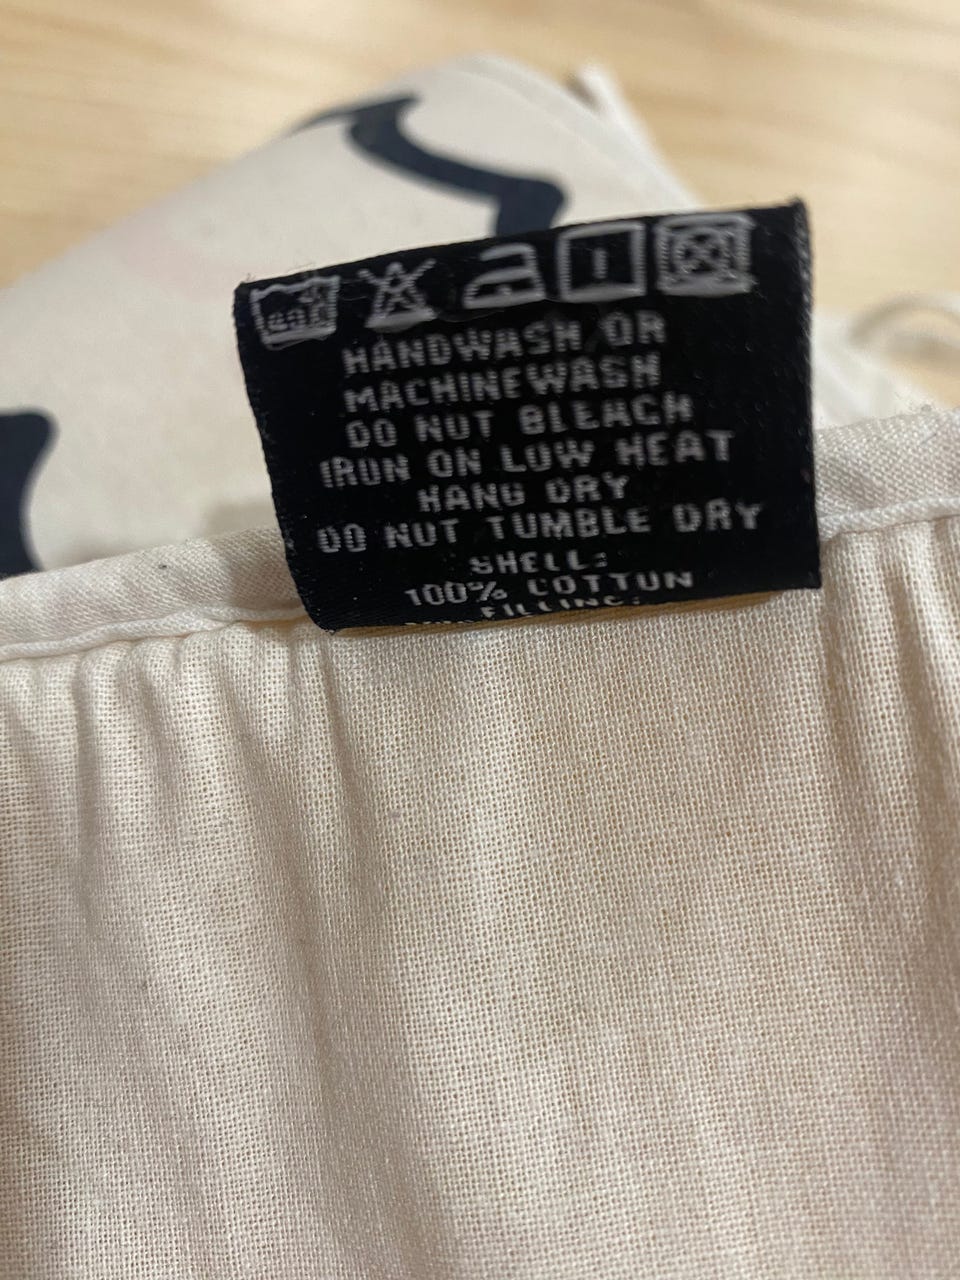 HANDWASH OR
MACHINEWASH
DO NOT BLEACH
IRON ON LOW HEAT
HANG DRY
DO NOT TUMBLE DRY
SHELL:
100% COTTON
FILLING: